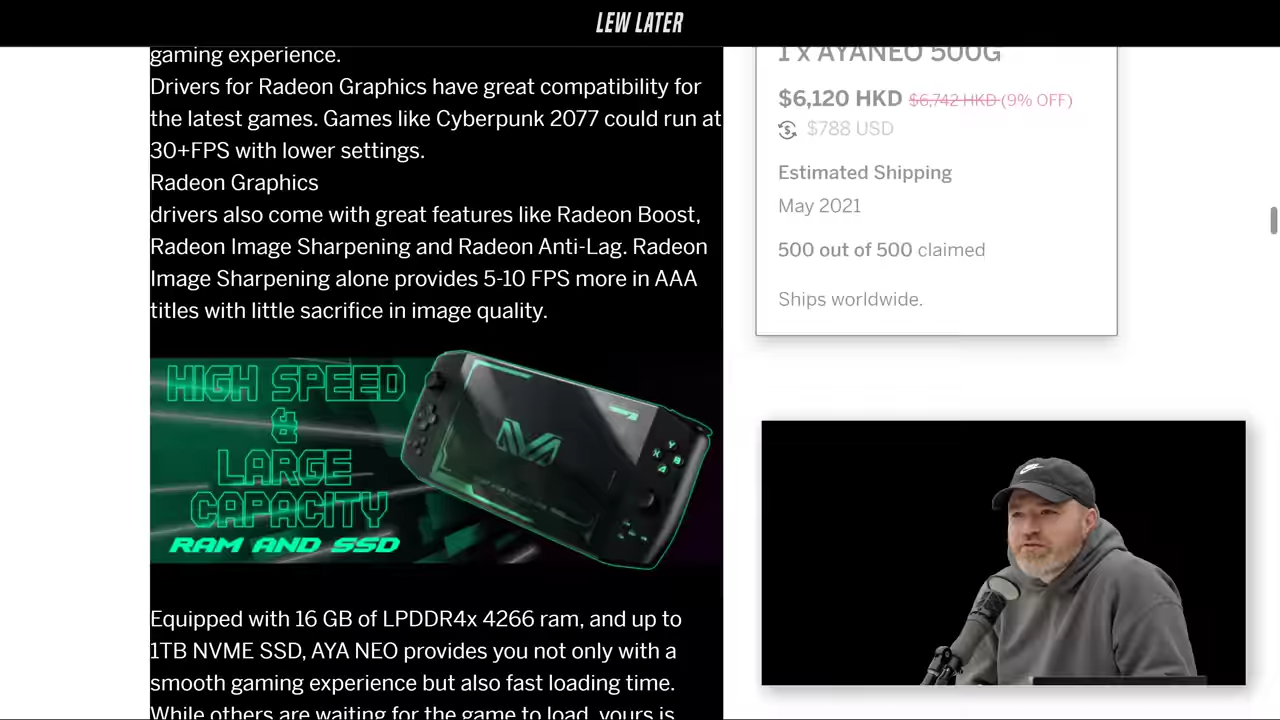 LEW LATER
gaming experience.
Drivers for Radeon Graphics have great compatibility for
the latest games. Games like Cyberpunk 2077 could run at
30+FPS with lower settings.
Radeon Graphics
drivers also come with great features like Radeon Boost,
Radeon Image Sharpening and Radeon Anti-Lag. Radeon
Image Sharpening alone provides 5-10 FPS more in AAA
titles with little sacrifice in image quality.
HIGH SPEED
&
LARGE
CAPACITY
RAM AND SSD
Y
X
B
A
Equipped with 16 GB of LPDDR4x 4266 ram, and up to
1TB NVME SSD, AYA NEO provides you not only with a
smooth gaming experience but also fast loading time.
While others are waiting for the game to load, yours is
1 x AYANEO 500G
$6,120 HKD $6,742 HKD (9% OFF)
$788 USD
Estimated Shipping
May 2021
500 out of 500 claimed
Ships worldwide.